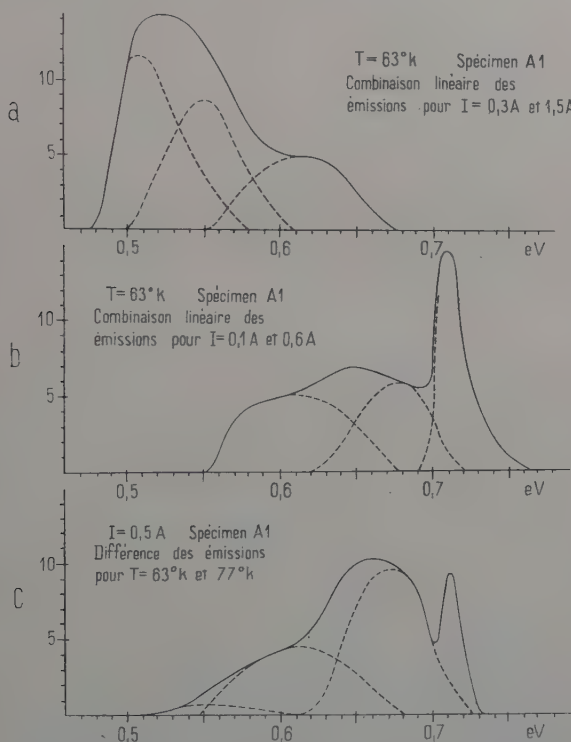 a
10
5
T = 63°k Spécimen A1
Combinaison linéaire des
émissions pour I = 0,3A et 1,5A
0,5 0,6 0,7 eV
b
10
5
T = 63°k Spécimen A1
Combinaison linéaire des
émissions pour I = 0,1A et 0,6A
0,5 0,6 0,7 eV
C
10
5
I = 0,5 A Spécimen A1
Différence des émissions
pour T = 63°k et 77°k
0,5 0,6 0,7 eV